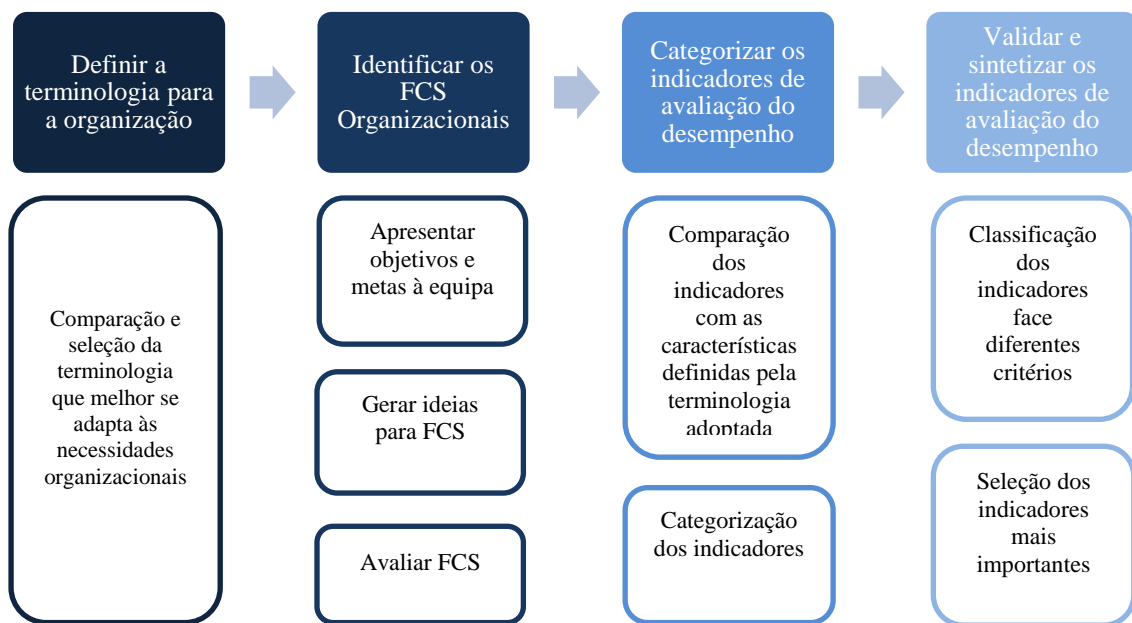 Definir a
terminologia para
a organização
Identificar os
FCS
Organizacionais
Categorizar os
indicadores de
avaliação do
desempenho
Validar e
sintetizar os
indicadores de
avaliação do
desempenho
Comparação e
seleção da
terminologia
que melhor se
adapta às
necessidades
organizacionais
Apresentar
objetivos e
metas à equipa
Gerar ideias
para FCS
Avaliar FCS
Comparação
dos
indicadores
com as
características
definidas pela
terminologia
adoptada
Categorização
dos indicadores
Classificação
dos
indicadores
face
diferentes
critérios
Seleção dos
indicadores
mais
importantes